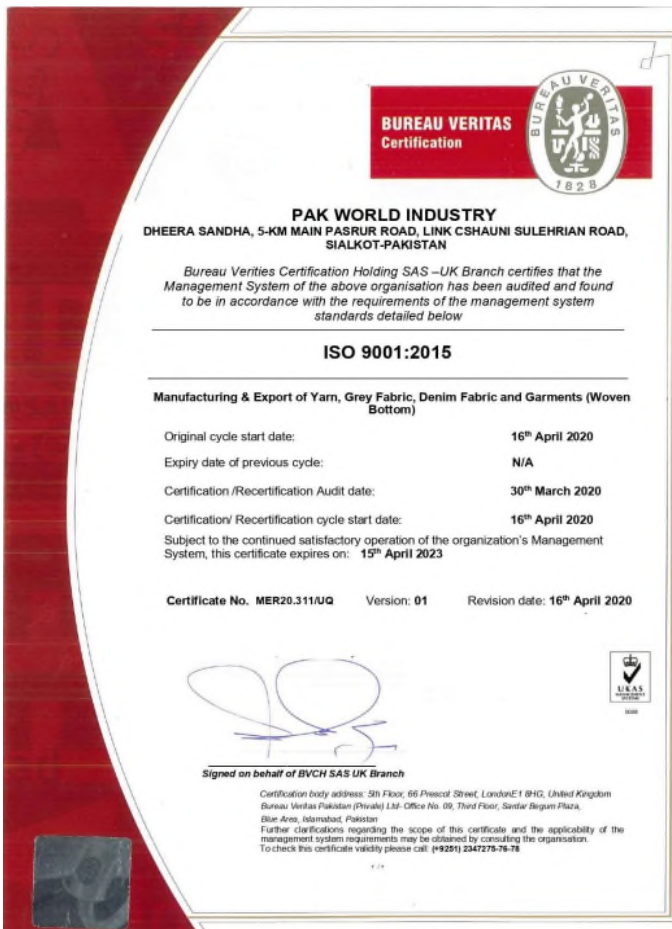 BUREAU VERITAS
Certification
BUREAU VERITAS
1828
PAK WORLD INDUSTRY
DHEERA SANDHA, 5-KM MAIN PASRUR ROAD, LINK CSHAUNI SULEHRIAN ROAD,
SIALKOT-PAKISTAN
Bureau Verities Certification Holding SAS –UK Branch certifies that the
Management System of the above organisation has been audited and found
to be in accordance with the requirements of the management system
standards detailed below
ISO 9001:2015
Manufacturing & Export of Yarn, Grey Fabric, Denim Fabric and Garments (Woven
Bottom)
Original cycle start date: 16th April 2020
Expiry date of previous cycle: N/A
Certification /Recertification Audit date: 30th March 2020
Certification/ Recertification cycle start date: 16th April 2020
Subject to the continued satisfactory operation of the organization's Management
System, this certificate expires on: 15th April 2023
Certificate No. MER20.311/UQ Version: 01 Revision date: 16th April 2020
UKAS
MANAGEMENT
SYSTEMS
Signed on behalf of BVCH SAS UK Branch
Certification body address: 5th Floor, 66 Prescot Street, LondonE1 8HG, United Kingdom
Bureau Veritas Pakistan (Private) Ltd- Office No. 09, Third Floor, Santar Begum Plaza,
Blue Area, Islamabad, Pakistan
Further clarifications regarding the scope of this certificate and the applicability of the
management system requirements may be obtained by consulting the organisation.
To check this certificate validity please call: (+9251) 2347275-76-78